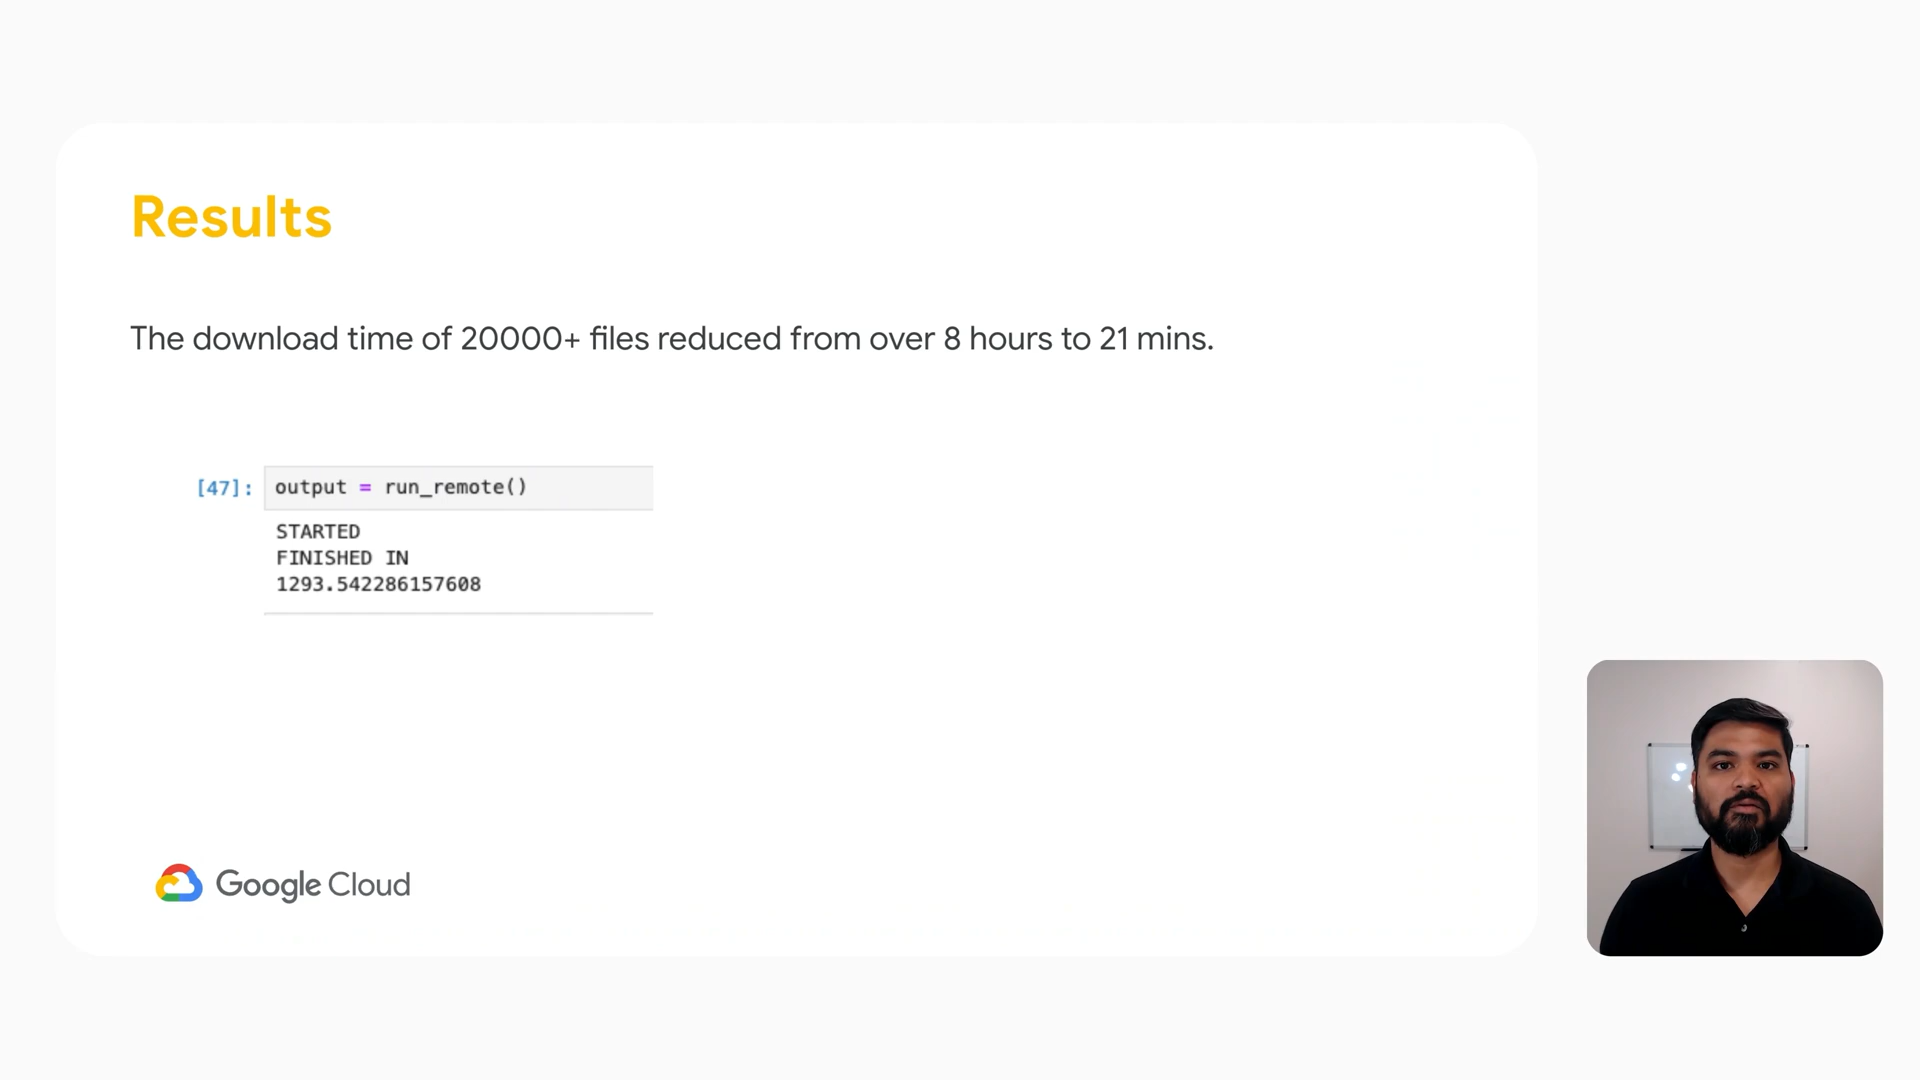 Results
The download time of 20000+ files reduced from over 8 hours to 21 mins.
[47]: output = run_remote()
STARTED
FINISHED IN
1293.542286157608
Google Cloud